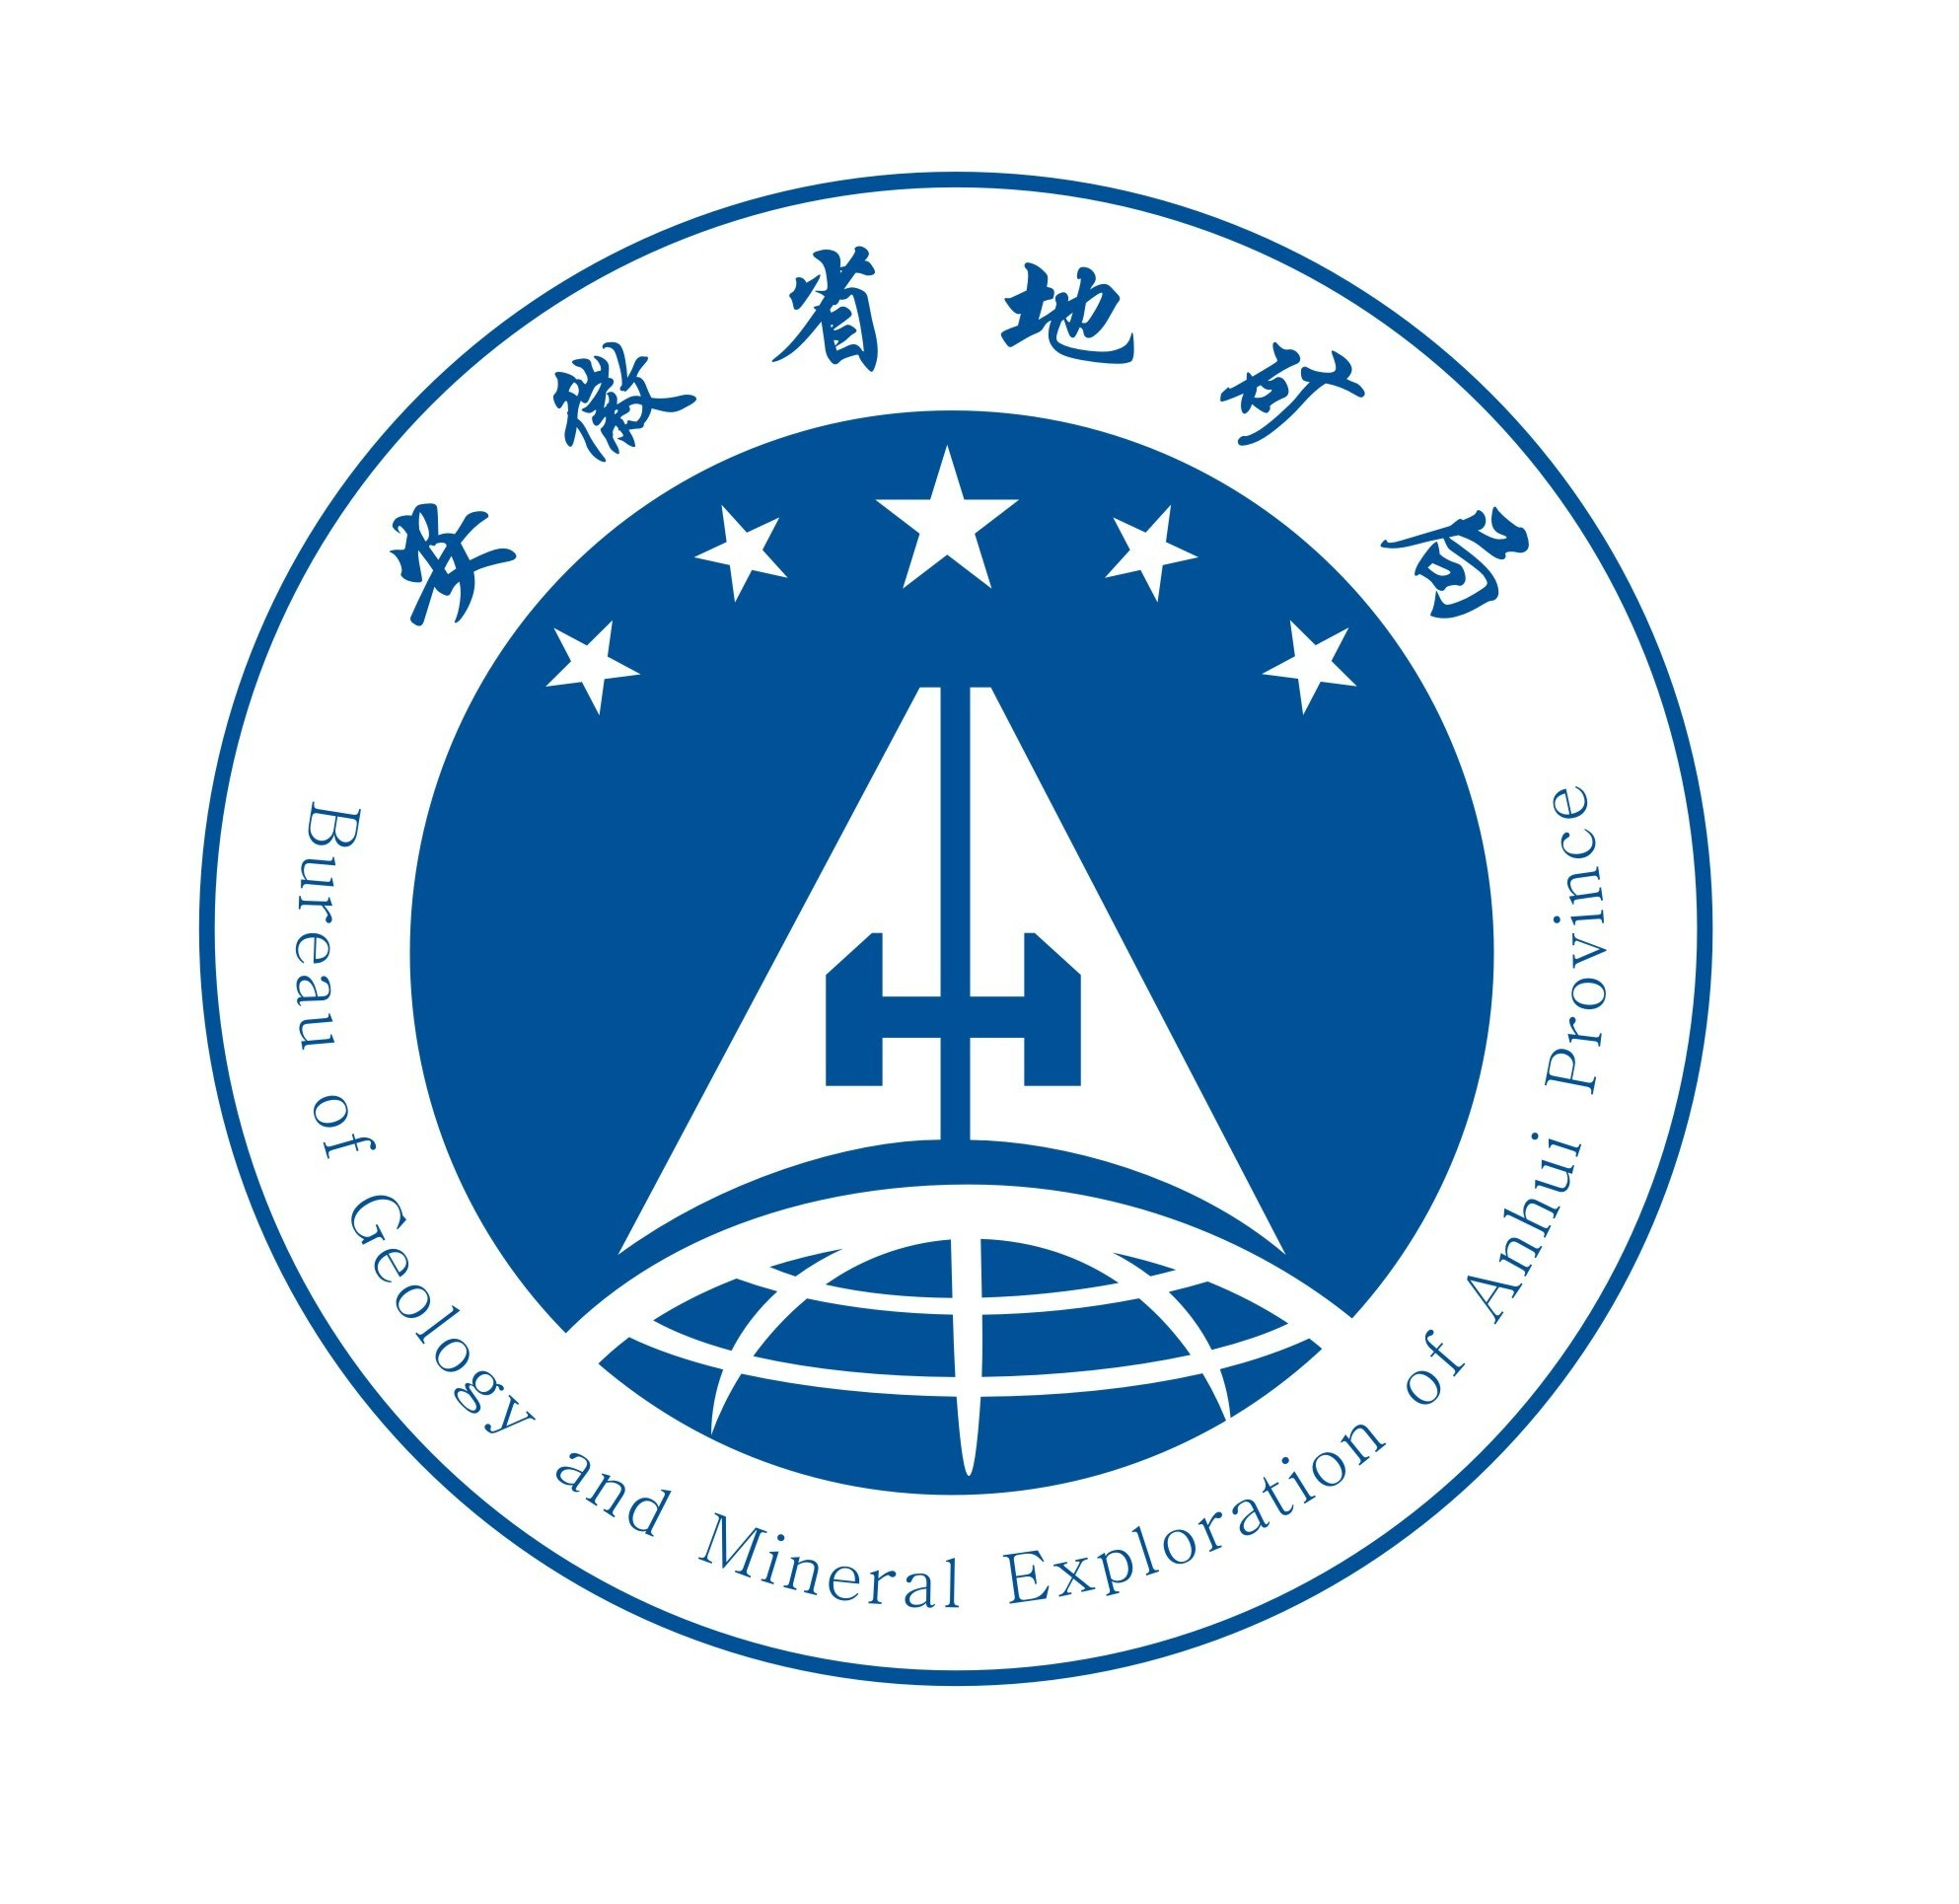 安徽省地矿局
Bureau of Geology and Mineral Exploration of Anhui Province